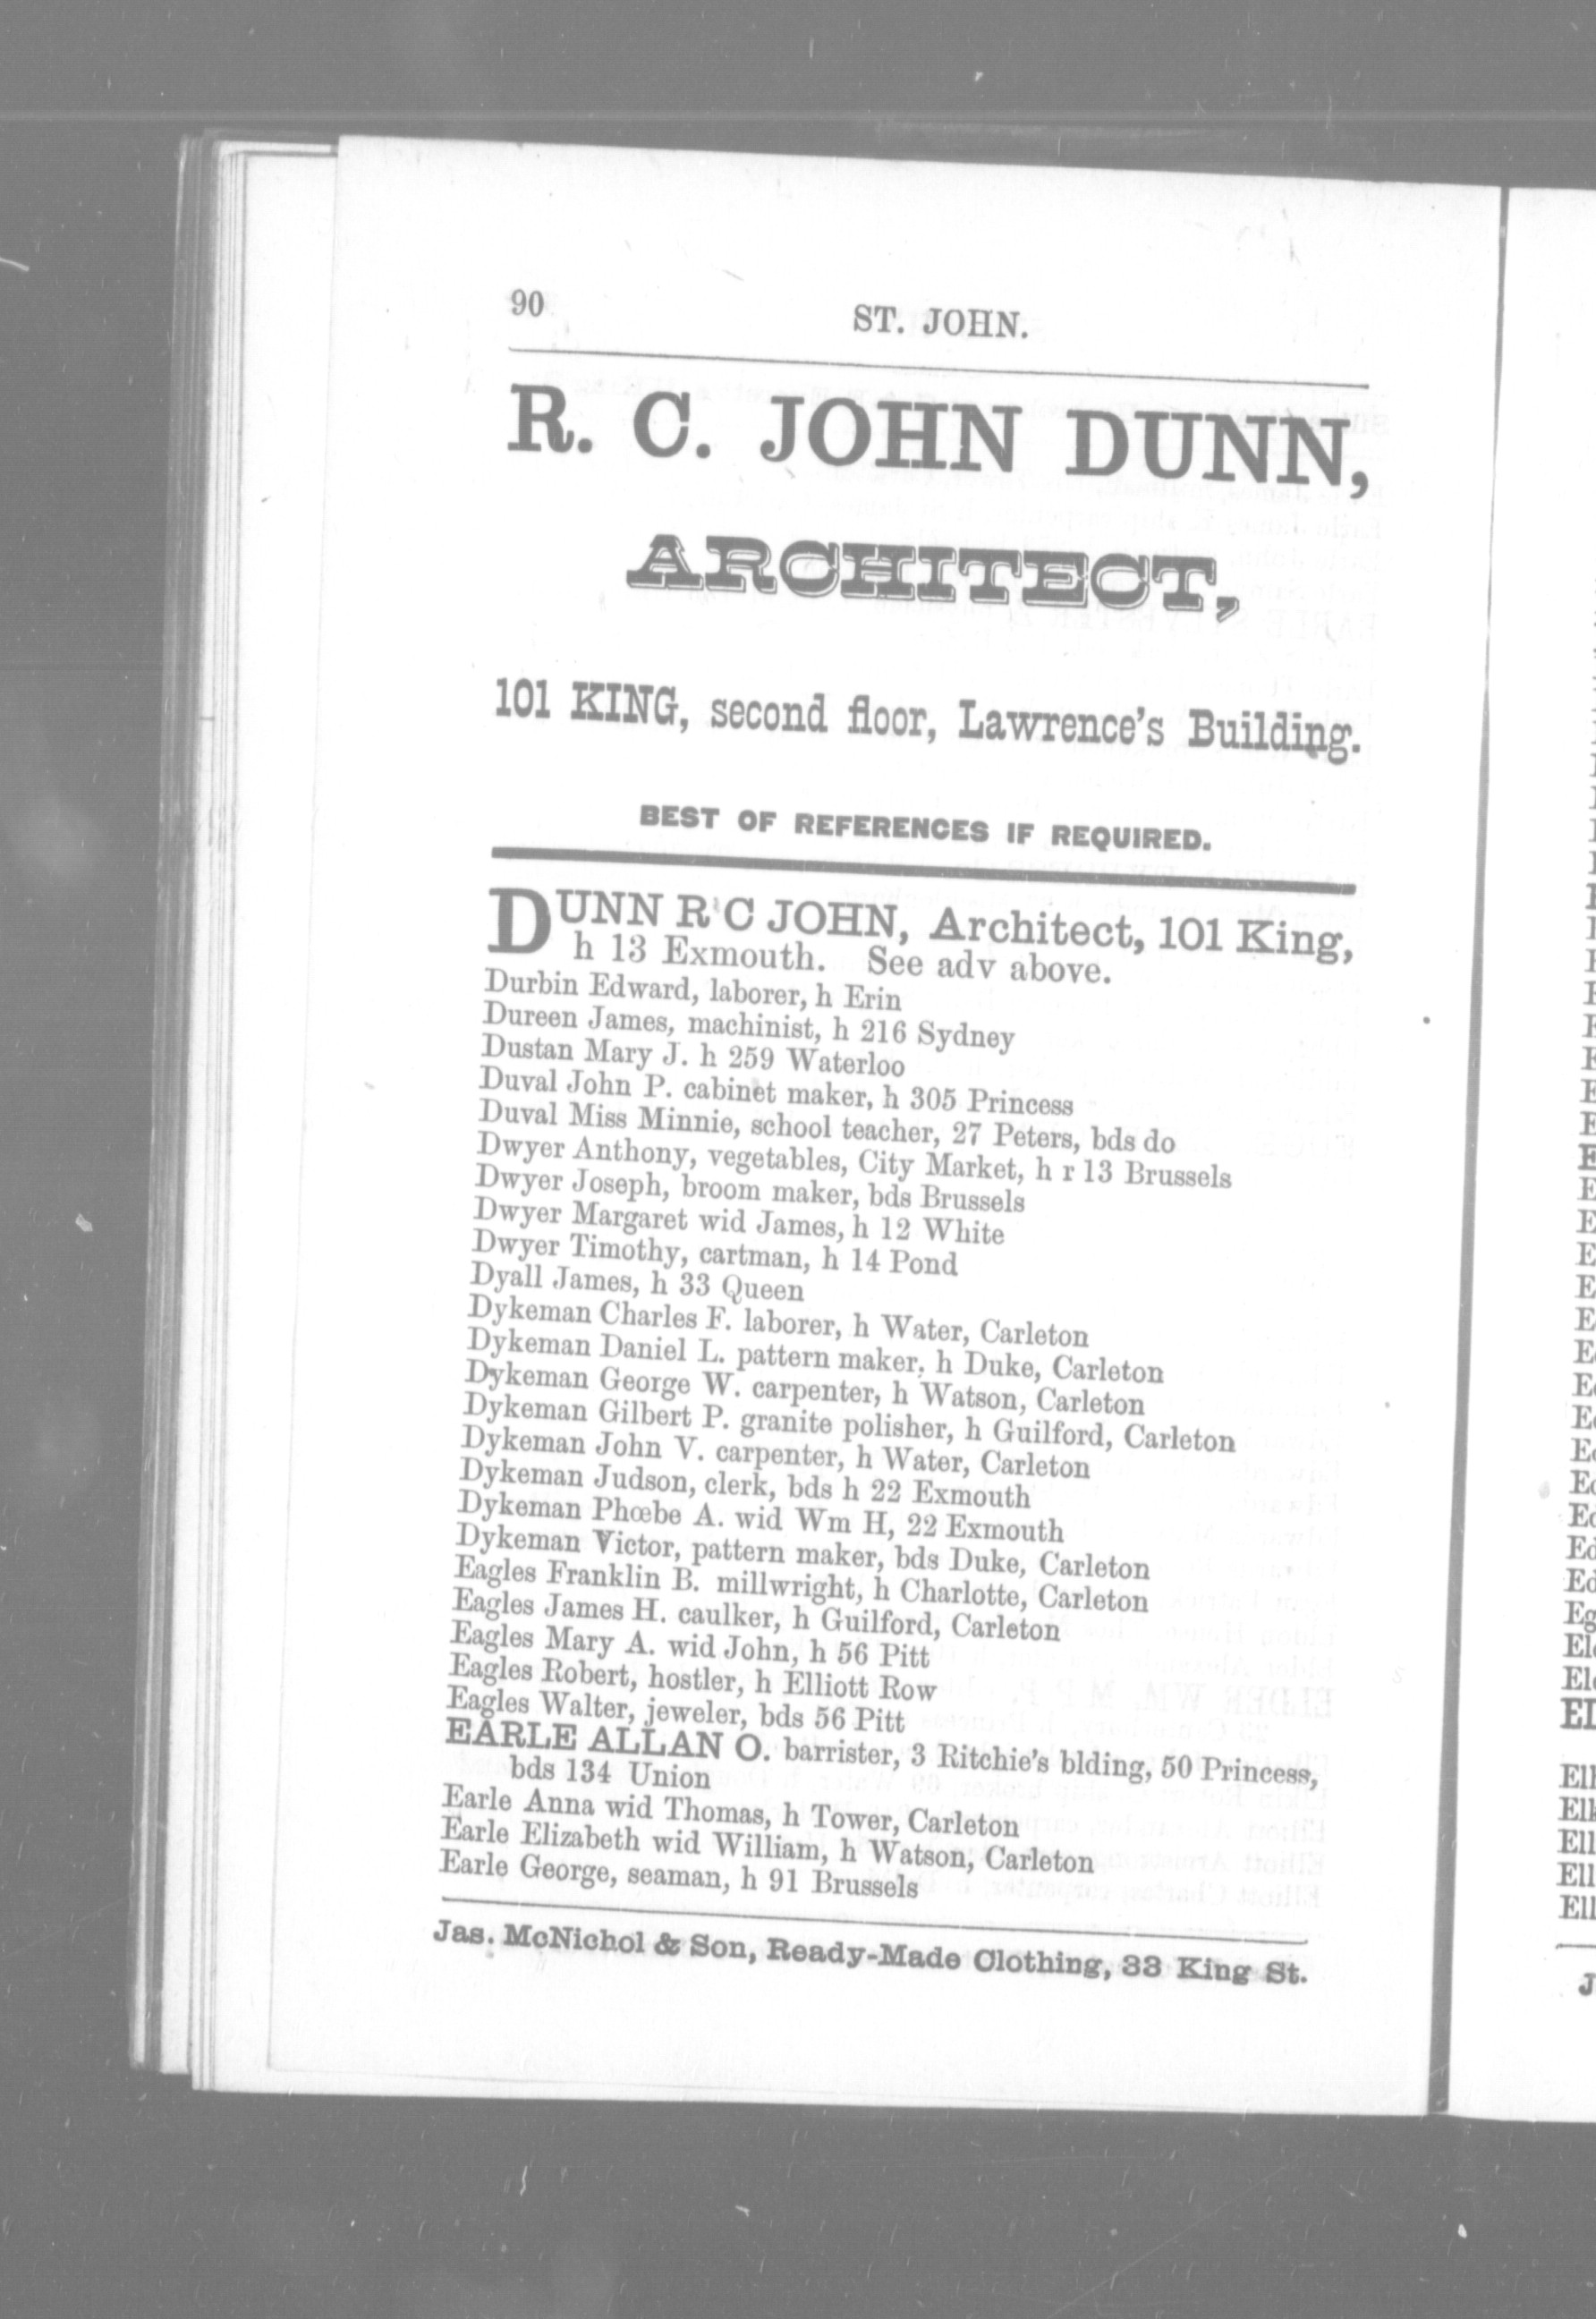 90
ST. JOHN.
R. C. JOHN DUNN,
ARCHITECT,
101 KING, second floor, Lawrence's Building.
BEST OF REFERENCES IF REQUIRED.
DUNN R C JOHN, Architect, 101 King,
h 13 Exmouth. See adv above.
Durbin Edward, laborer, h Erin
Dureen James, machinist, h 216 Sydney
Dustan Mary J. h 259 Waterloo
Duval John P. cabinet maker, h 305 Princess
Duval Miss Minnie, school teacher, 27 Peters, bds do
Dwyer Anthony, vegetables, City Market, h r 13 Brussels
Dwyer Joseph, broom maker, bds Brussels
Dwyer Margaret wid James, h 12 White
Dwyer Timothy, cartman, h 14 Pond
Dyall James, h 33 Queen
Dykeman Charles F. laborer, h Water, Carleton
Dykeman Daniel L. pattern maker, h Duke, Carleton
Dykeman George W. carpenter, h Watson, Carleton
Dykeman Gilbert P. granite polisher, h Guilford, Carleton
Dykeman John V. carpenter, h Water, Carleton
Dykeman Judson, clerk, bds h 22 Exmouth
Dykeman Phœbe A. wid Wm H, 22 Exmouth
Dykeman Victor, pattern maker, bds Duke, Carleton
Eagles Franklin B. millwright, h Charlotte, Carleton
Eagles James H. caulker, h Guilford, Carleton
Eagles Mary A. wid John, h 56 Pitt
Eagles Robert, hostler, h Elliott Row
Eagles Walter, jeweler, bds 56 Pitt
EARLE ALLAN O. barrister, 3 Ritchie's blding, 50 Princess,
bds 134 Union
Earle Anna wid Thomas, h Tower, Carleton
Earle Elizabeth wid William, h Watson, Carleton
Earle George, seaman, h 91 Brussels
Jas. McNichol & Son, Ready-Made Clothing, 33 King St.